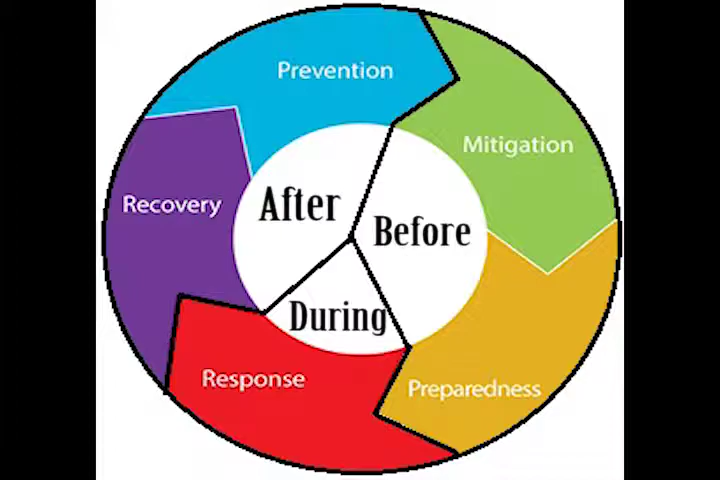 Prevention
Mitigation
Recovery
After
Before
During
Response
Preparedness